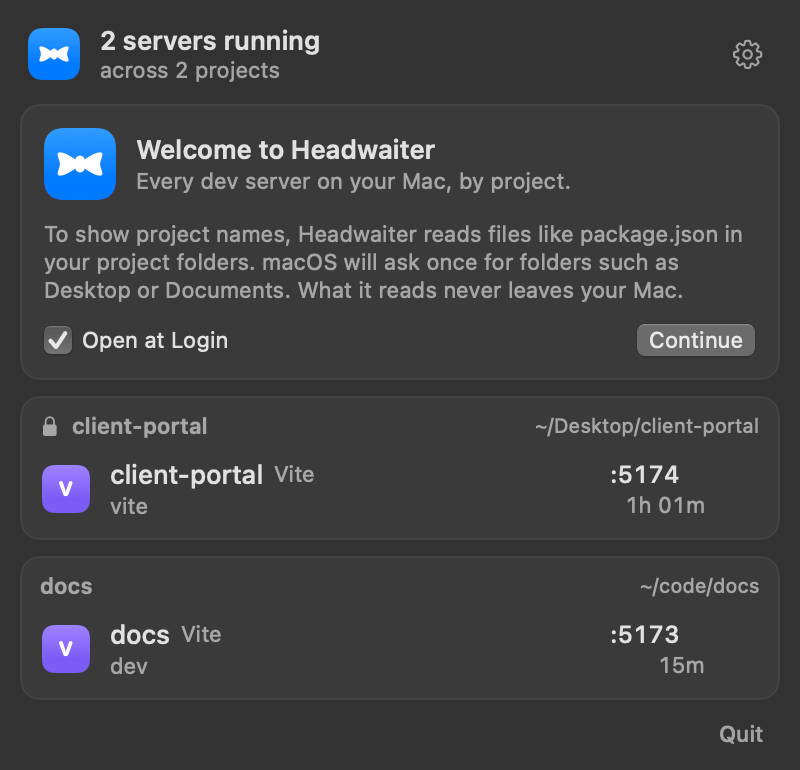 2 servers running
across 2 projects
Welcome to Headwaiter
Every dev server on your Mac, by project.
To show project names, Headwaiter reads files like package.json in
your project folders. macOS will ask once for folders such as
Desktop or Documents. What it reads never leaves your Mac.
Open at Login
Continue
client-portal ~/Desktop/client-portal
V client-portal Vite :5174
vite 1h 01m
docs ~/code/docs
V docs Vite :5173
dev 15m
Quit